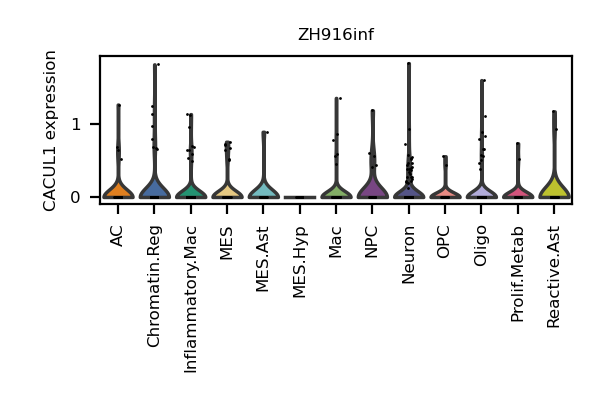 ZH916inf
CACUL1 expression
1
0
AC
Chromatin.Reg
Inflammatory.Mac
MES
MES.Ast
MES.Hyp
Mac
NPC
Neuron
OPC
Oligo
Prolif.Metab
Reactive.Ast